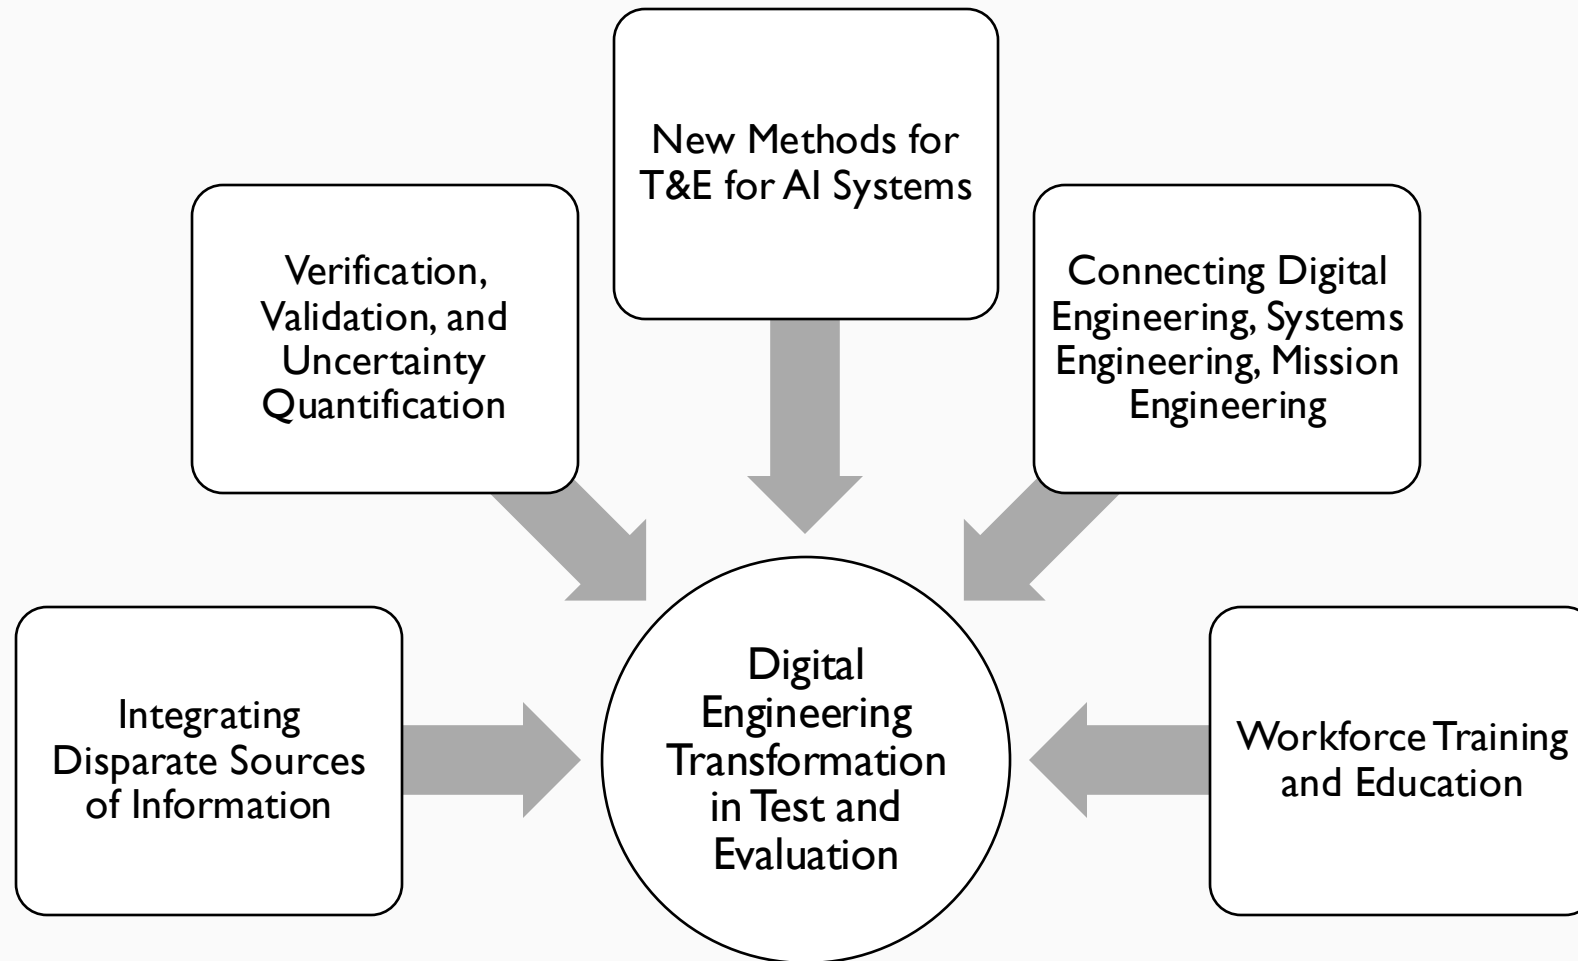 New Methods for
T&E for AI Systems
Verification,
Validation, and
Uncertainty
Quantification
Connecting Digital
Engineering, Systems
Engineering, Mission
Engineering
Integrating
Disparate Sources
of Information
Digital
Engineering
Transformation
in Test and
Evaluation
Workforce Training
and Education